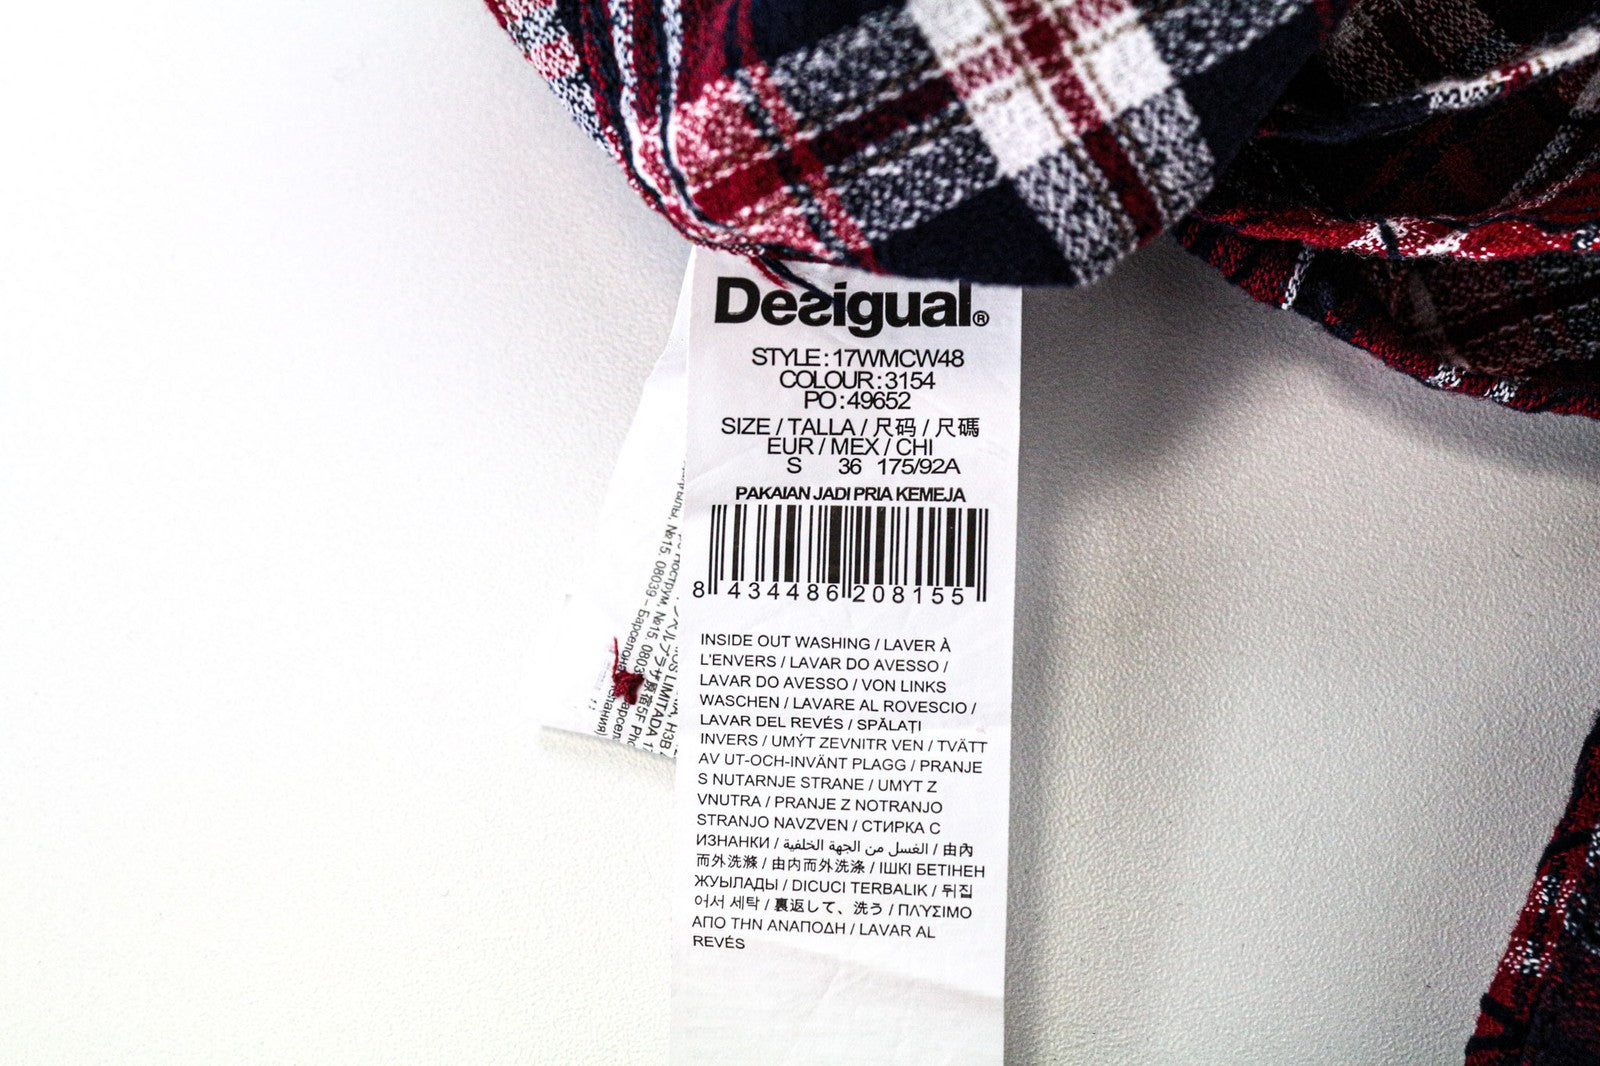 Desigual®
STYLE: 17WMCW48
COLOUR: 3154
PO: 49652
SIZE / TALLA / 尺码 / 尺碼
EUR / MEX / CHI
S 36 175/92A
PAKAIAN JADI PRIA KEMEJA
8 434486 208155
INSIDE OUT WASHING / LAVER À
L'ENVERS / LAVAR DO AVESSO /
LAVAR DO AVESSO / VON LINKS
WASCHEN / LAVARE AL ROVESCIO /
LAVAR DEL REVÉS / SPĂLAȚI
INVERS / UMÝT ZEVNITR VEN / TVÄTT
AV UT-OCH-INVÄNT PLAGG / PRANJE
S NUTARNJE STRANE / UMYT Z
VNUTRA / PRANJE Z NOTRANJO
STRANJO NAVZVEN / СТИРКА С
ИЗНАНКИ / الغسل من الجهة الخلفية / 由內
而外洗滌 / 由内而外洗涤 / ІШКІ БЕТІНЕН
ЖУЫЛАДЫ / DICUCI TERBALIK / 뒤집
어서 세탁 / 裏返して、洗う / ΠΛΎΣΙΜΟ
ΑΠΟ ΤΗΝ ΑΝΑΠΟΔΗ / LAVAR AL
REVÉS
№15. 08039 – Барселона
LIMITADA